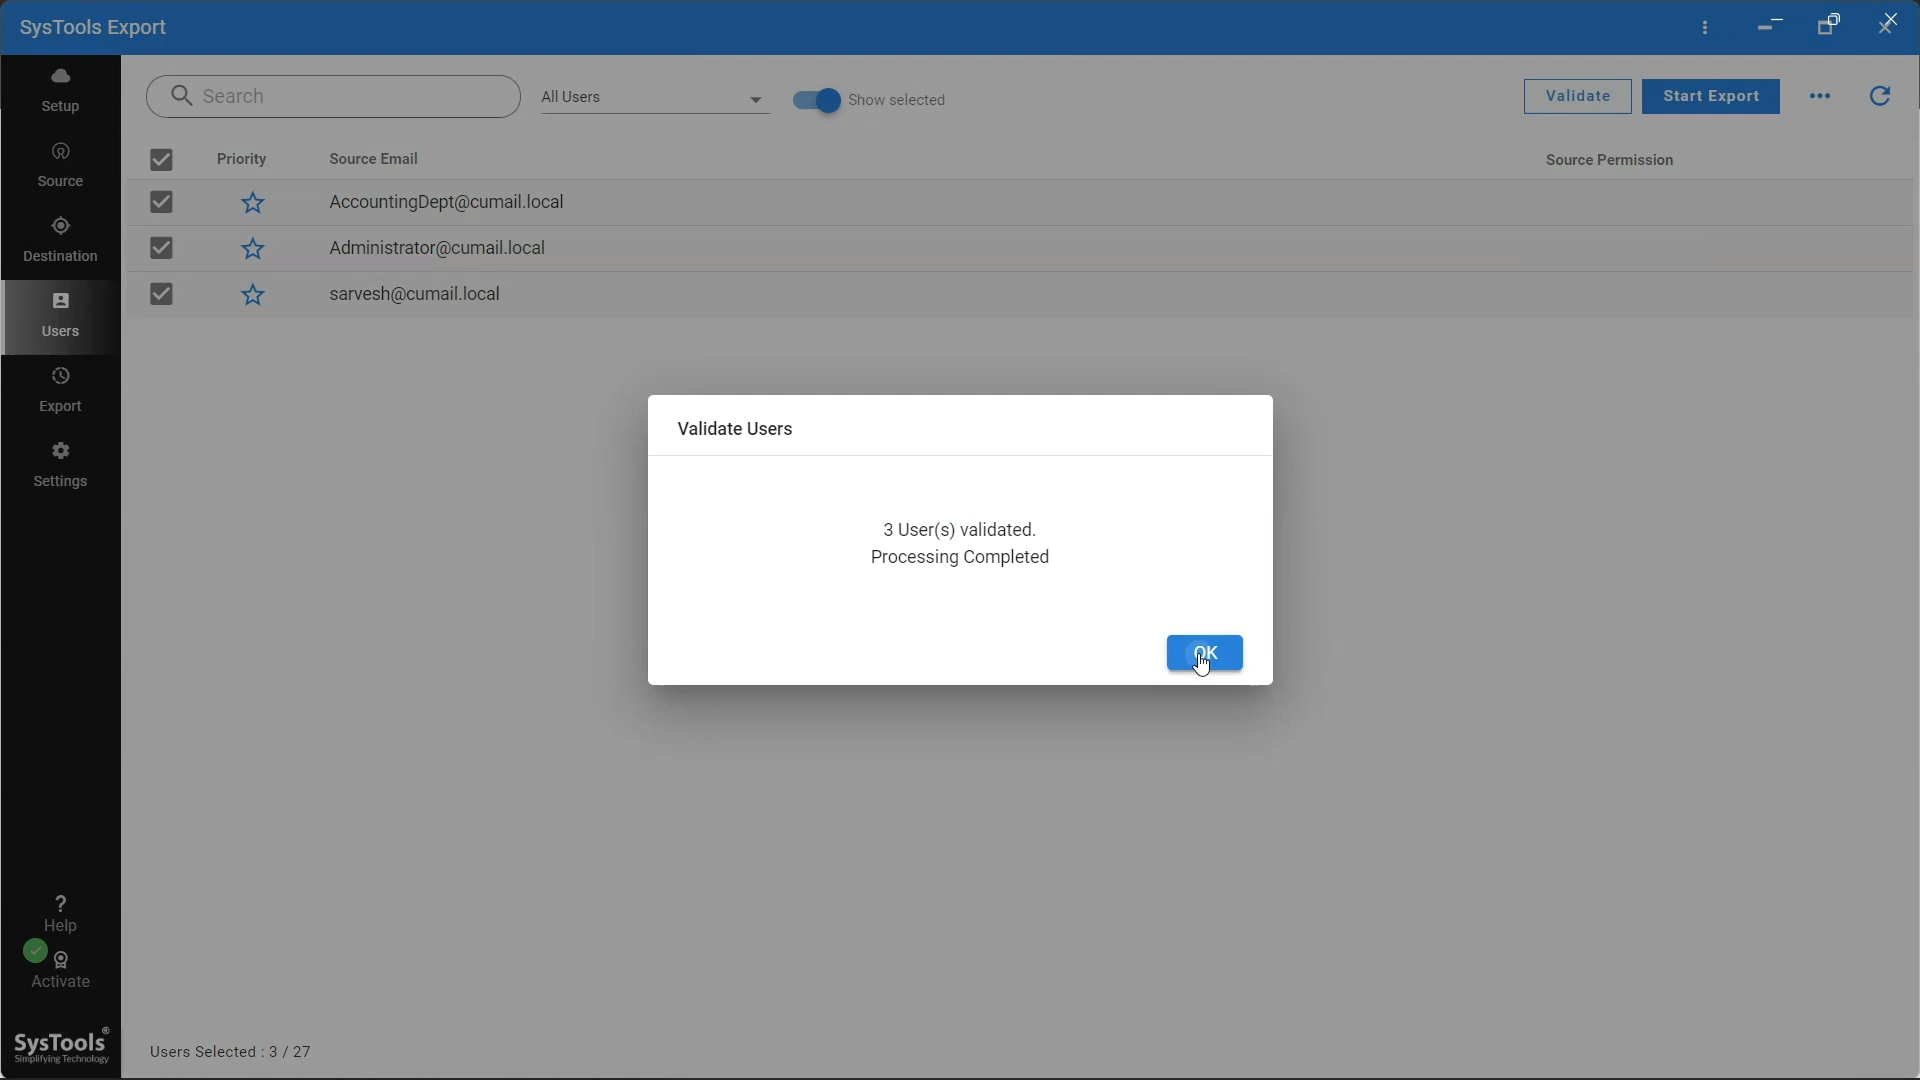 SysTools Export
Setup
Source
Destination
Users
Export
Settings
Help
Activate
SysTools®
Simplifying Technology
Search
All Users
Show selected
Validate
Start Export
Priority
Source Email
Source Permission
AccountingDept@cumail.local
Administrator@cumail.local
sarvesh@cumail.local
Validate Users
3 User(s) validated.
Processing Completed
OK
Users Selected : 3 / 27